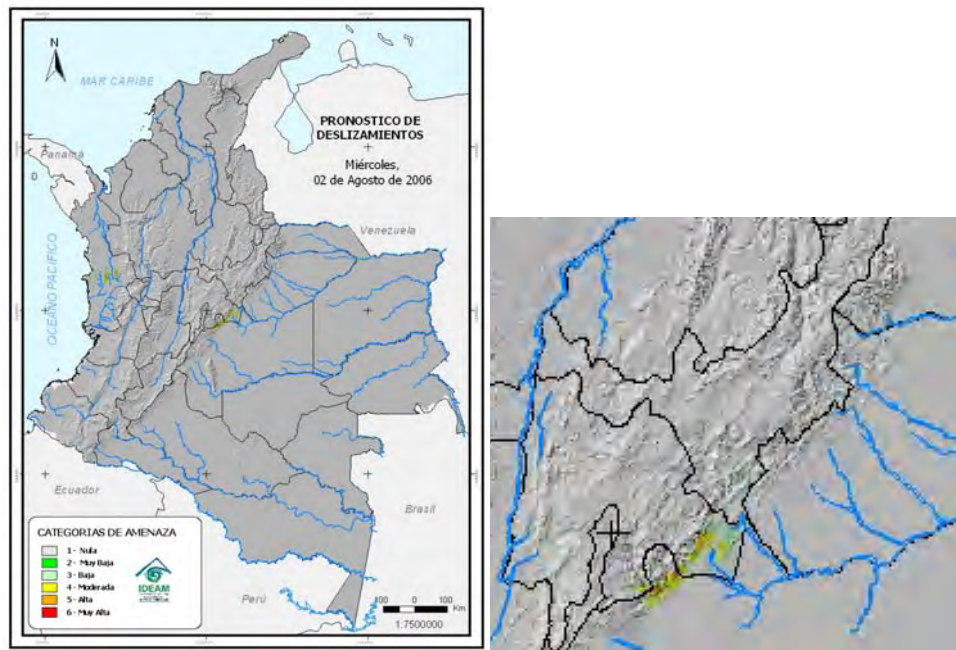 N
MAR CARIBE
PRONOSTICO DE
DESLIZAMIENTOS
Miércoles,
02 de Agosto de 2006
Panamá
0
Venezuela
OCEANO PACÍFICO
Ecuador
Brasil
Perú
CATEGORIAS DE AMENAZA
1 - Nula
2 - Muy Baja
3 - Baja
4 - Moderada
5 - Alta
6 - Muy Alta
IDEAM
100 0 100
Km
1:7500000